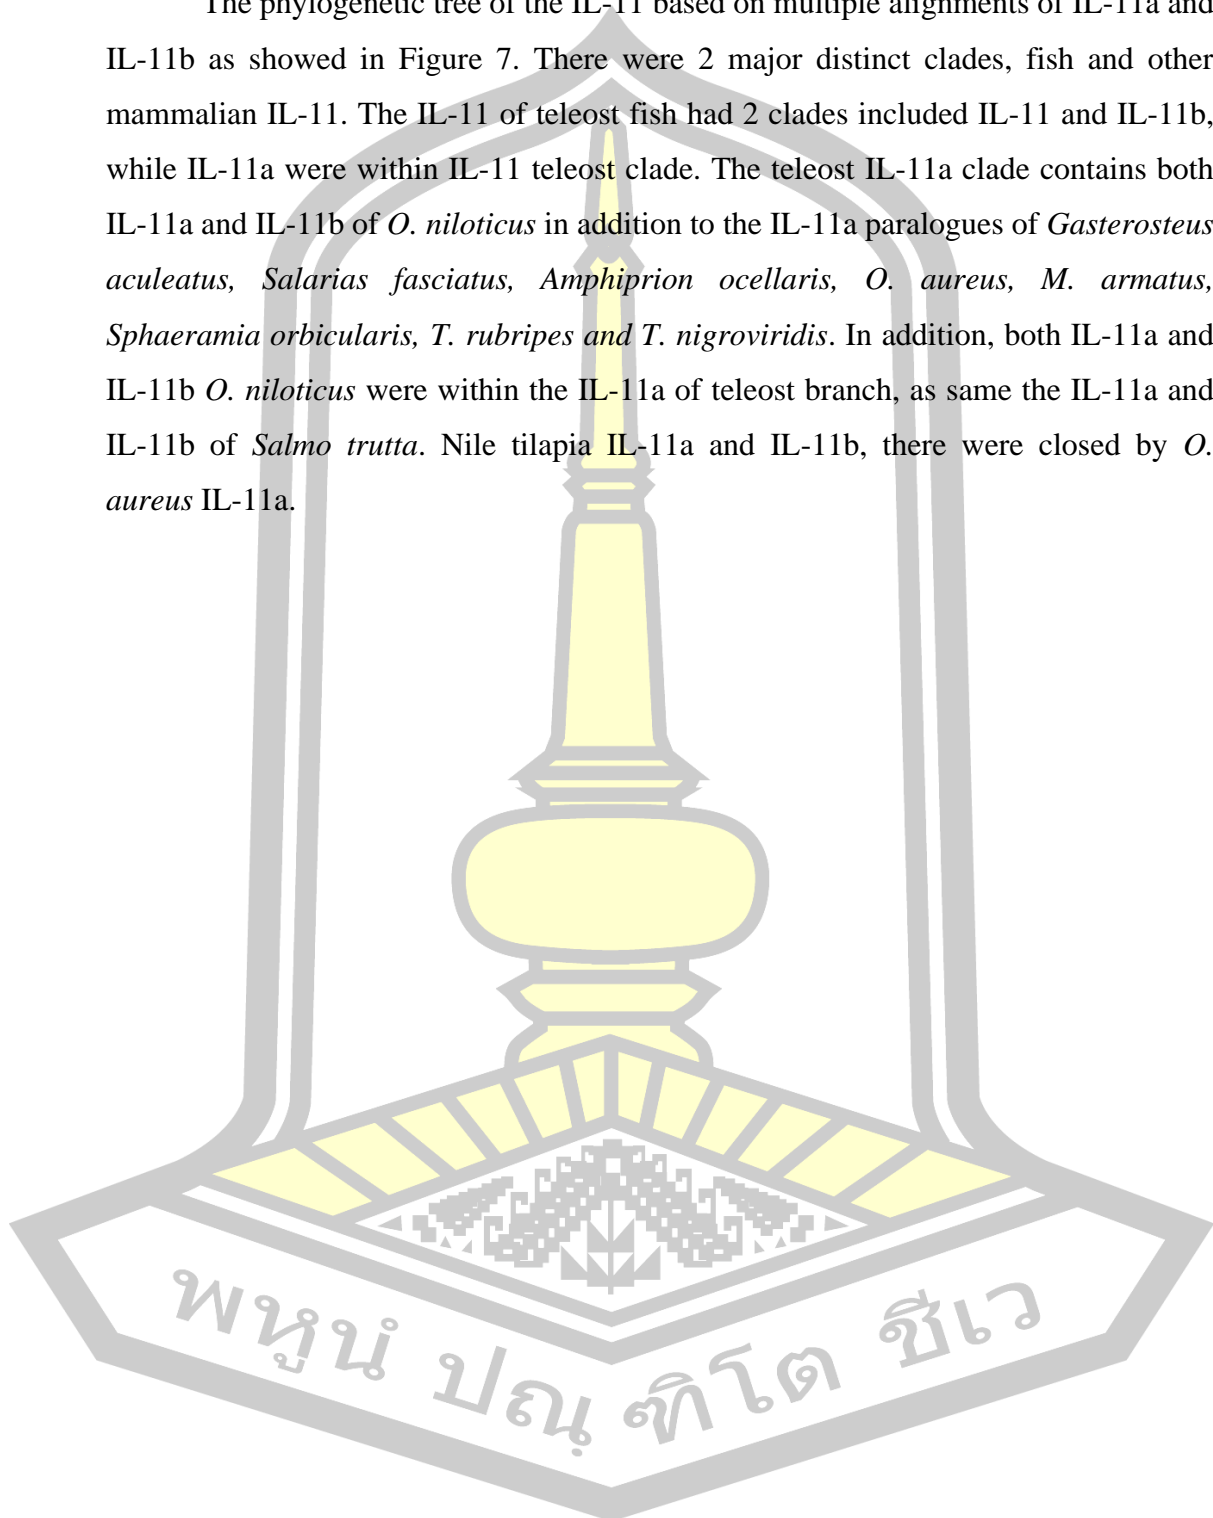 The phylogenetic tree of the IL-11 based on multiple alignments of IL-11a and
IL-11b as showed in Figure 7. There were 2 major distinct clades, fish and other
mammalian IL-11. The IL-11 of teleost fish had 2 clades included IL-11 and IL-11b,
while IL-11a were within IL-11 teleost clade. The teleost IL-11a clade contains both
IL-11a and IL-11b of O. niloticus in addition to the IL-11a paralogues of Gasterosteus
aculeatus, Salarias fasciatus, Amphiprion ocellaris, O. aureus, M. armatus,
Sphaeramia orbicularis, T. rubripes and T. nigroviridis. In addition, both IL-11a and
IL-11b O. niloticus were within the IL-11a of teleost branch, as same the IL-11a and
IL-11b of Salmo trutta. Nile tilapia IL-11a and IL-11b, there were closed by O.
aureus IL-11a.
พหูนํ ปณฺฑิโต ชีเว